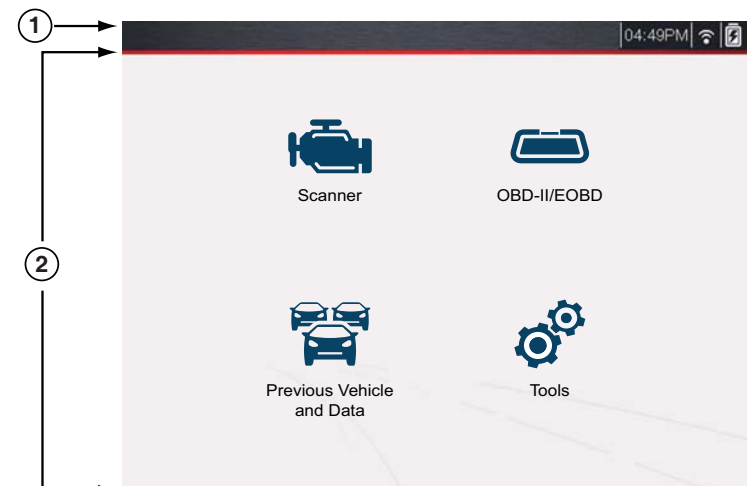 1
04:49PM
2
Scanner
OBD-II/EOBD
Previous Vehicle
and Data
Tools